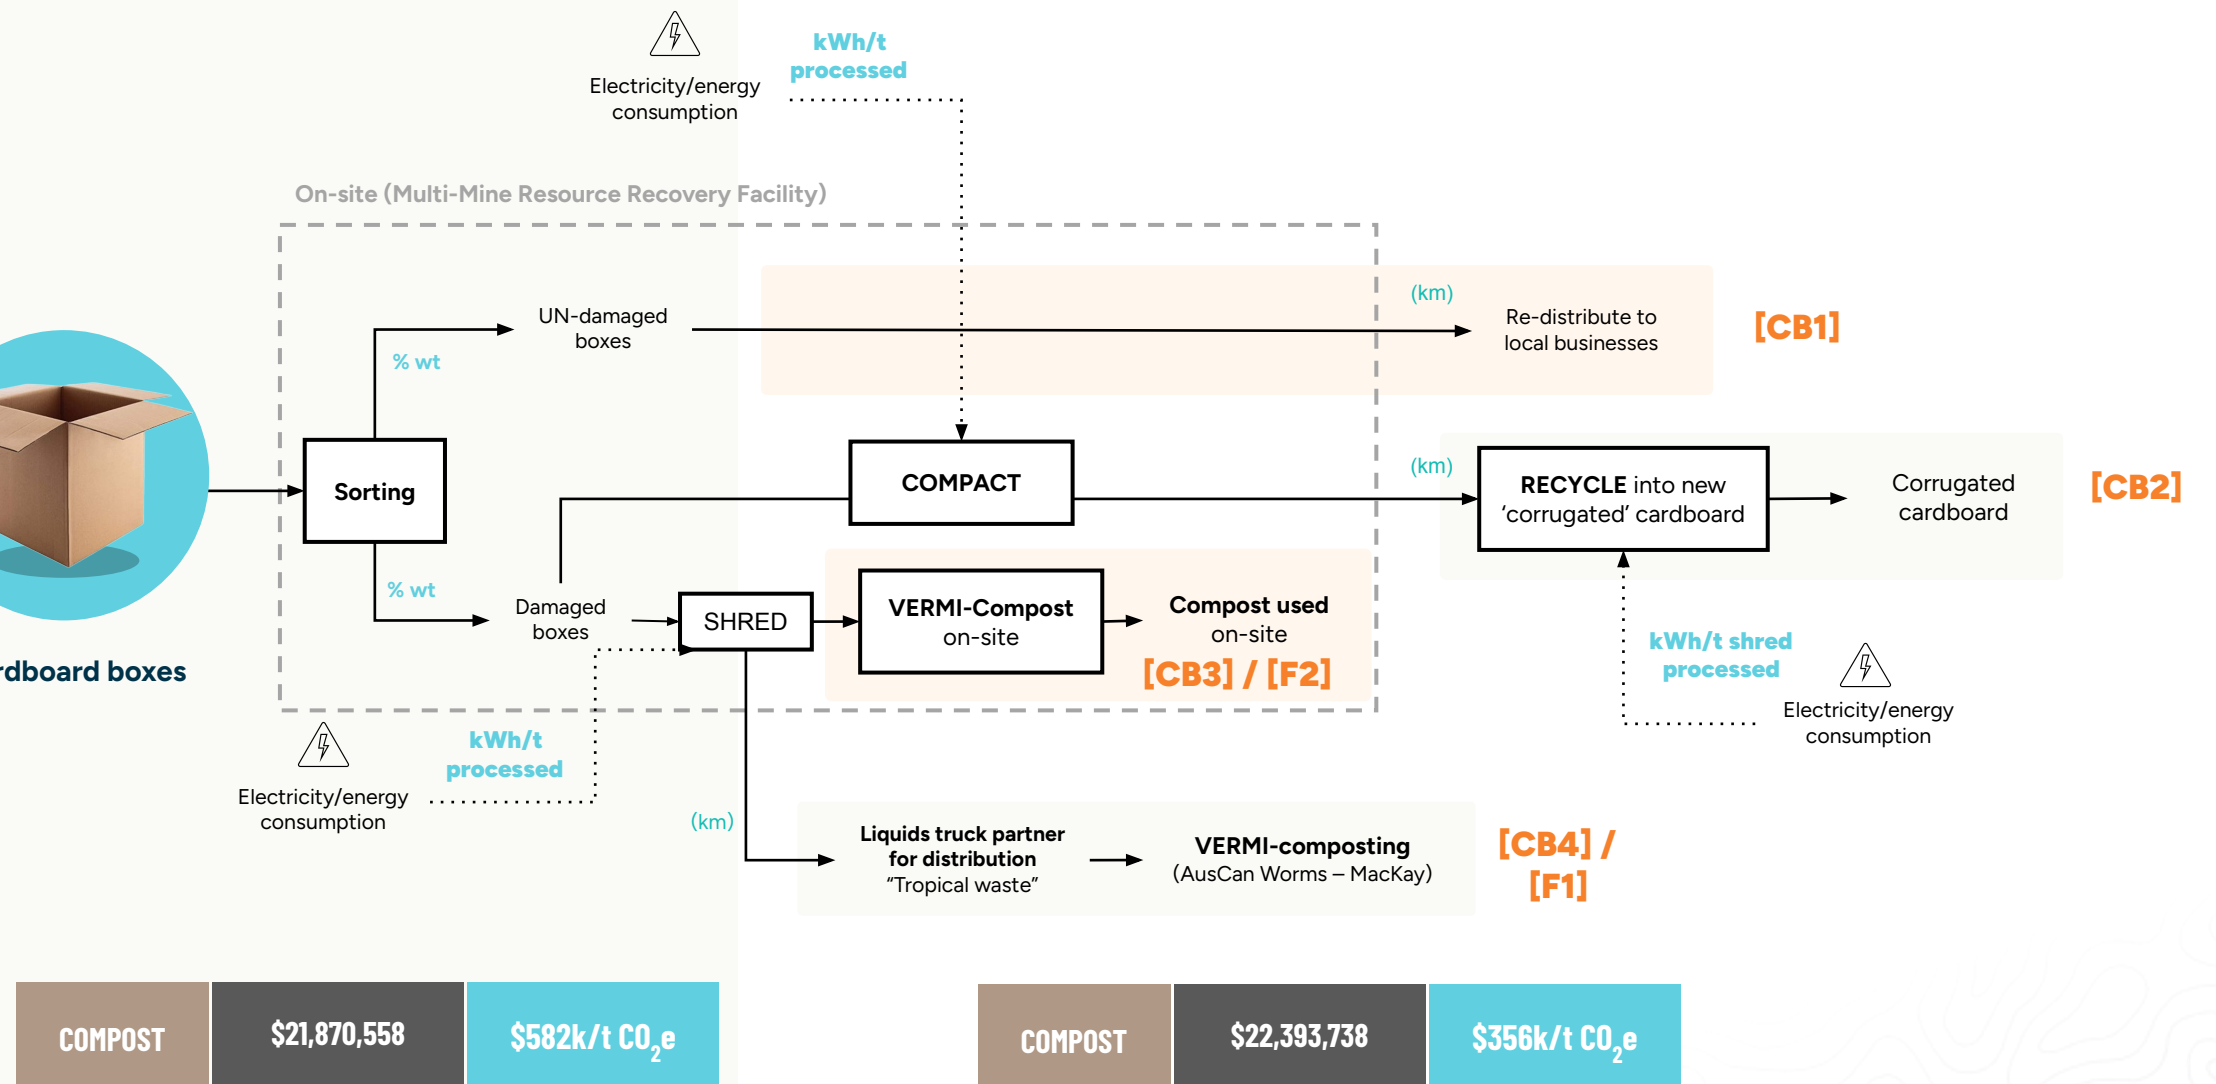 kWh/t
processed
Electricity/energy
consumption
On-site (Multi-Mine Resource Recovery Facility)
UN-damaged
boxes
(km)
Re-distribute to
local businesses
[CB1]
% wt
Sorting
COMPACT
(km)
RECYCLE into new
‘corrugated’ cardboard
Corrugated
cardboard
[CB2]
% wt
Damaged
boxes
SHRED
VERMI-Compost
on-site
Compost used
on-site
[CB3] / [F2]
rdboard boxes
kWh/t shred
processed
Electricity/energy
consumption
kWh/t
processed
Electricity/energy
consumption
(km)
Liquids truck partner
for distribution
“Tropical waste”
VERMI-composting
(AusCan Worms – MacKay)
[CB4] /
[F1]
COMPOST
$21,870,558
$582k/t CO2e
COMPOST
$22,393,738
$356k/t CO2e